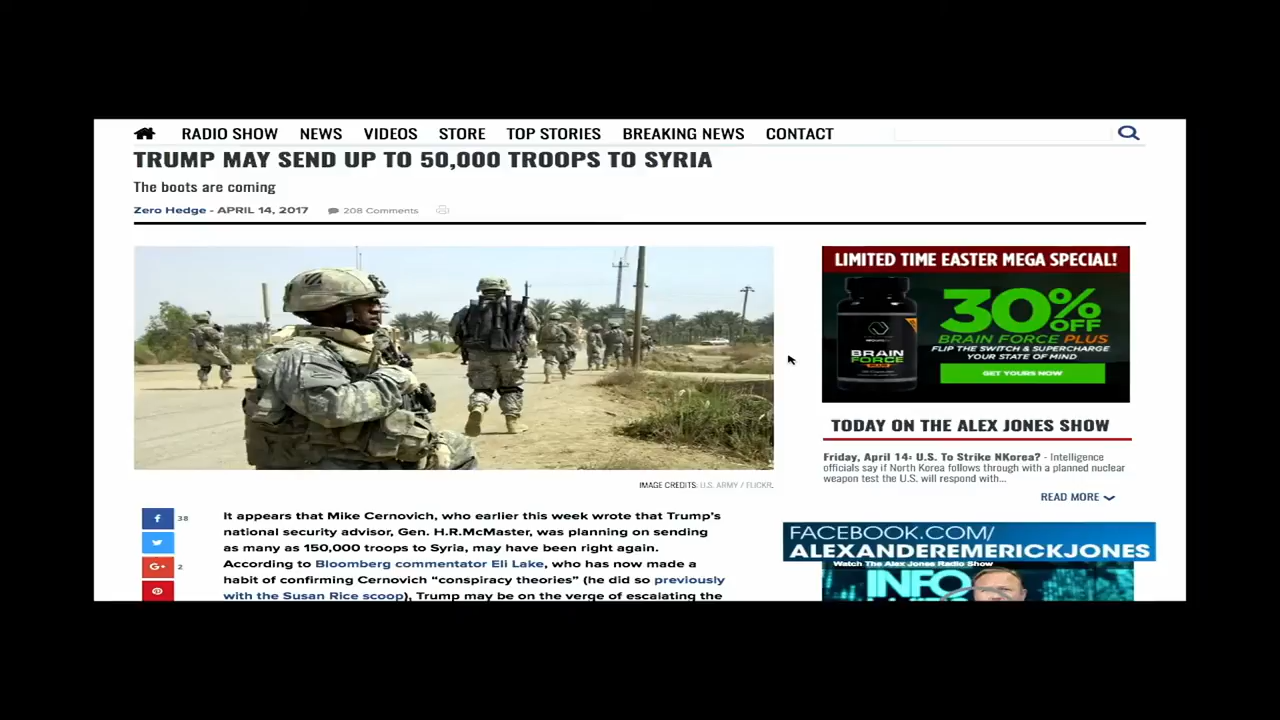 RADIO SHOW NEWS VIDEOS STORE TOP STORIES BREAKING NEWS CONTACT
TRUMP MAY SEND UP TO 50,000 TROOPS TO SYRIA
The boots are coming
Zero Hedge - APRIL 14, 2017 208 Comments
IMAGE CREDITS: U.S. ARMY / FLICKR.
38
2
It appears that Mike Cernovich, who earlier this week wrote that Trump's
national security advisor, Gen. H.R.McMaster, was planning on sending
as many as 150,000 troops to Syria, may have been right again.
According to Bloomberg commentator Eli Lake, who has now made a
habit of confirming Cernovich “conspiracy theories” (he did so previously
with the Susan Rice scoop), Trump may be on the verge of escalating the
LIMITED TIME EASTER MEGA SPECIAL!
30% OFF
BRAIN FORCE PLUS
FLIP THE SWITCH & SUPERCHARGE
YOUR STATE OF MIND
GET YOURS NOW
BRAIN
FORCE
PLUS
TODAY ON THE ALEX JONES SHOW
Friday, April 14: U.S. To Strike NKorea? - Intelligence
officials say if North Korea follows through with a planned nuclear
weapon test the U.S. will respond with...
READ MORE
FACEBOOK.COM/
ALEXANDEREMERICKJONES
Watch The Alex Jones Radio Show
INFO